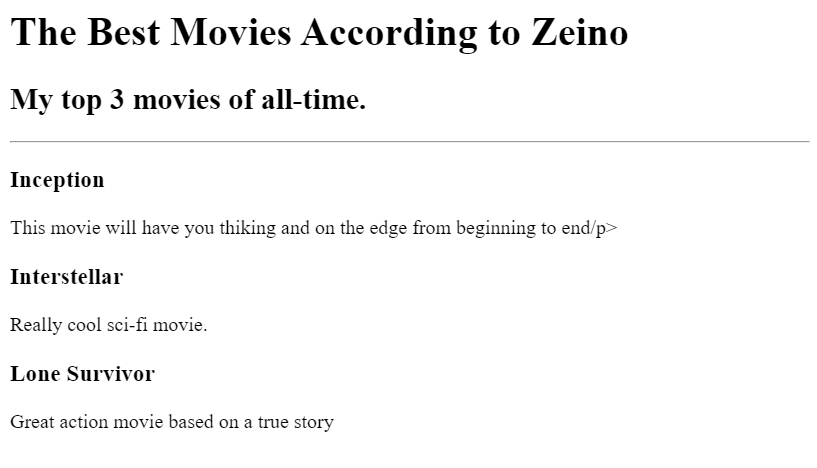 The Best Movies According to Zeino
My top 3 movies of all-time.
Inception
This movie will have you thiking and on the edge from beginning to end/p>
Interstellar
Really cool sci-fi movie.
Lone Survivor
Great action movie based on a true story